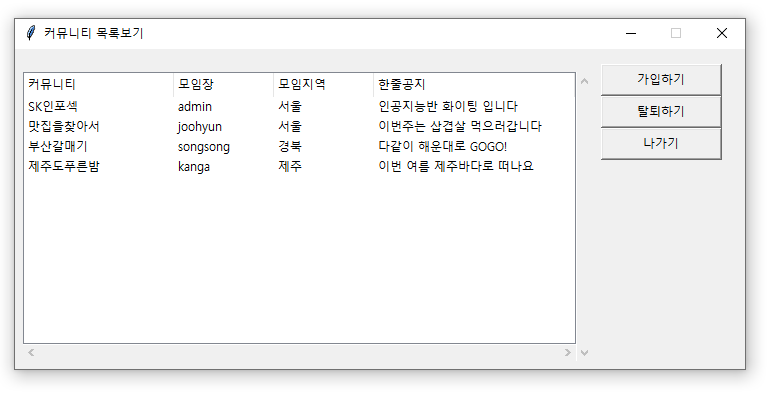 커뮤니티 목록보기
커뮤니티 모임장 모임지역 한줄공지
SK인포섹 admin 서울 인공지능반 화이팅 입니다
맛집을찾아서 joohyun 서울 이번주는 삼겹살 먹으러갑니다
부산갈매기 songsong 경북 다같이 해운대로 GOGO!
제주도푸른밤 kanga 제주 이번 여름 제주바다로 떠나요
가입하기
탈퇴하기
나가기